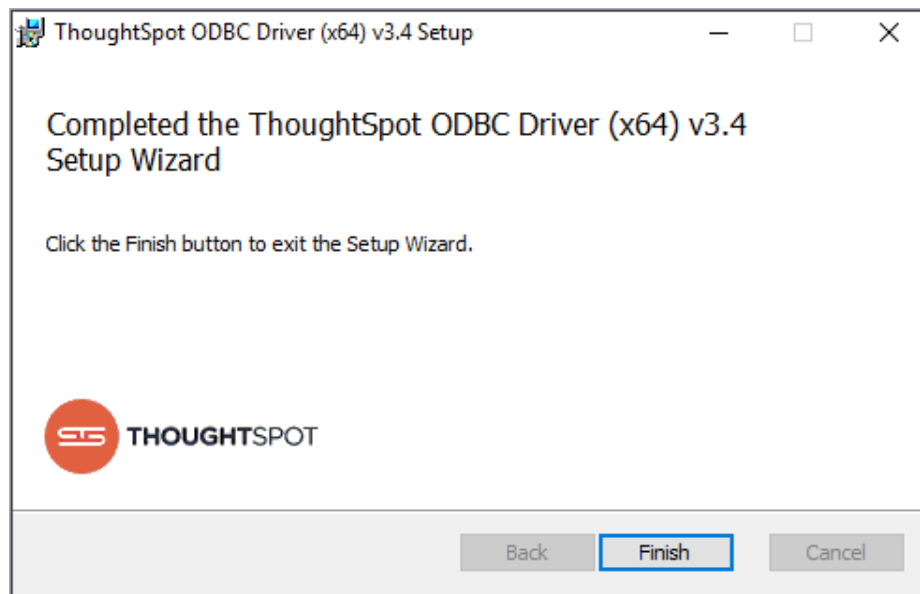 ThoughtSpot ODBC Driver (x64) v3.4 Setup
Completed the ThoughtSpot ODBC Driver (x64) v3.4
Setup Wizard
Click the Finish button to exit the Setup Wizard.
THOUGHTSPOT
Back Finish Cancel